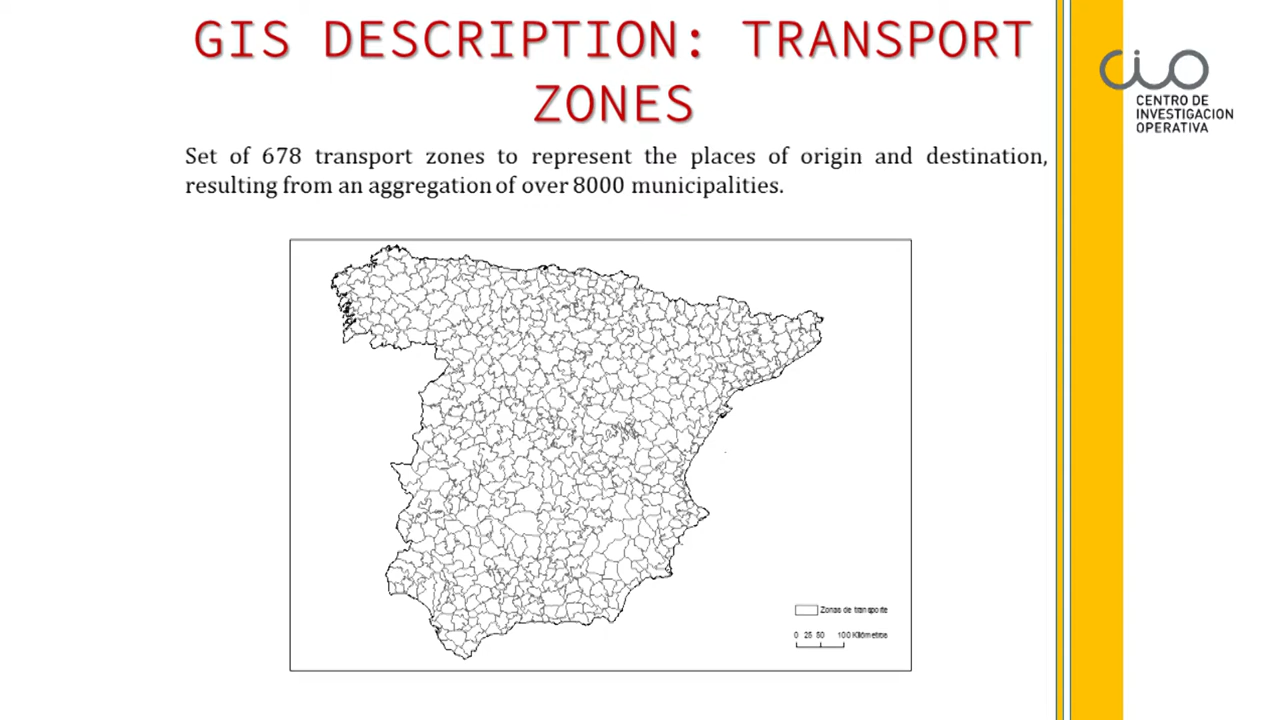 GIS DESCRIPTION: TRANSPORT
ZONES
CIO
CENTRO DE
INVESTIGACION
OPERATIVA
Set of 678 transport zones to represent the places of origin and destination,
resulting from an aggregation of over 8000 municipalities.
Zonas de transporte
0 25 50 100 Kilómetros